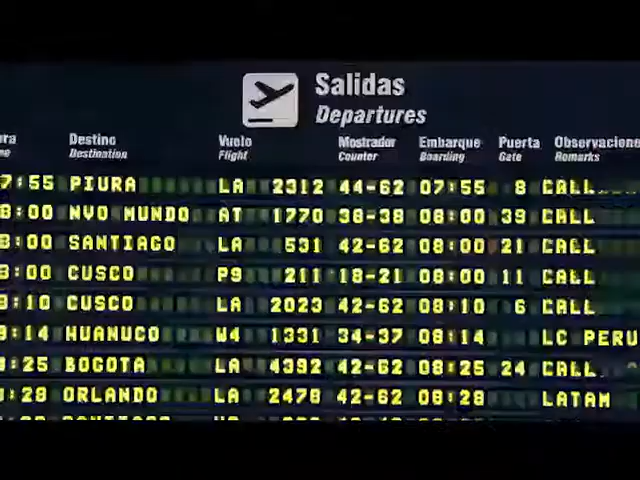 Salidas
Departures
Destino Vuelo Mostrador Embarque Puerta
Destination Flight Counter Boarding Gate Remarks
7:55 PIURA LA 2312 44-62 07:55 8 CALL
8:00 NVO MUNDO AT 1770 38-38 08:00 39 CALL
8:00 SANTIAGO LA 531 42-62 08:00 21 CALL
8:00 CUSCO P9 211 18-21 08:00 11 CALL
8:10 CUSCO LA 2023 42-62 08:10 6 CALL
8:14 HUANUCO W4 1331 34-37 08:14 LC PERU
8:25 BOGOTA LA 4392 42-62 08:25 24 CALL
:28 ORLANDO LA 2478 42-62 08:28 LATAM